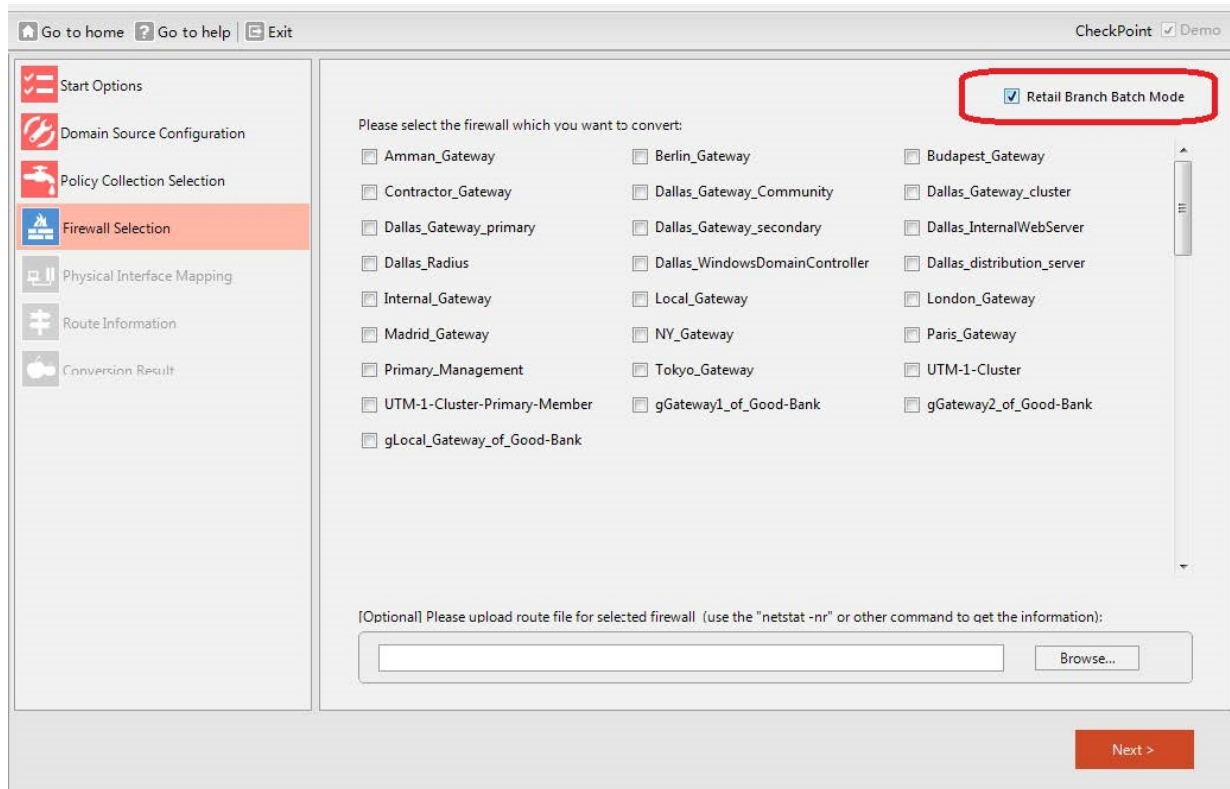 Go to home Go to help Exit CheckPoint Demo
Start Options
Domain Source Configuration
Policy Collection Selection
Firewall Selection
Physical Interface Mapping
Route Information
Conversion Result
Retail Branch Batch Mode
Please select the firewall which you want to convert:
Amman_Gateway Berlin_Gateway Budapest_Gateway
Contractor_Gateway Dallas_Gateway_Community Dallas_Gateway_cluster
Dallas_Gateway_primary Dallas_Gateway_secondary Dallas_InternalWebServer
Dallas_Radius Dallas_WindowsDomainController Dallas_distribution_server
Internal_Gateway Local_Gateway London_Gateway
Madrid_Gateway NY_Gateway Paris_Gateway
Primary_Management Tokyo_Gateway UTM-1-Cluster
UTM-1-Cluster-Primary-Member gGateway1_of_Good-Bank gGateway2_of_Good-Bank
gLocal_Gateway_of_Good-Bank
[Optional] Please upload route file for selected firewall (use the "netstat -nr" or other command to get the information):
Browse...
Next >